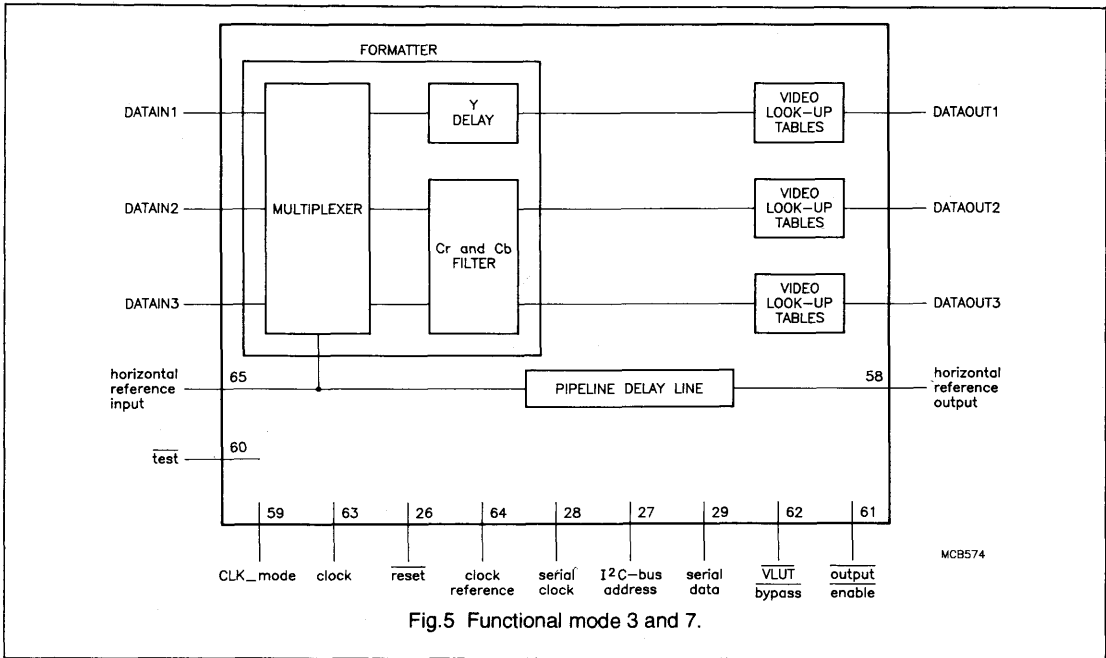 FORMATTER
DATAIN1
Y
DELAY
VIDEO
LOOK-UP
TABLES
DATAOUT1
DATAIN2
MULTIPLEXER
Cr and Cb
FILTER
VIDEO
LOOK-UP
TABLES
DATAOUT2
DATAIN3
VIDEO
LOOK-UP
TABLES
DATAOUT3
horizontal
reference
input
65
PIPELINE DELAY LINE
58
horizontal
reference
output
test
60
59
63
26
64
28
27
29
62
61
MCB574
CLK_mode
clock
reset
clock
reference
serial
clock
I²C-bus
address
serial
data
VLUT
bypass
output
enable
Fig.5 Functional mode 3 and 7.